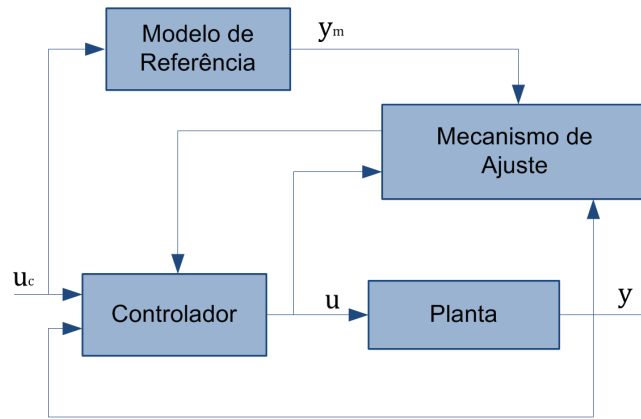 Modelo de
Referência
ym
Mecanismo de
Ajuste
uc
Controlador
u
Planta
y